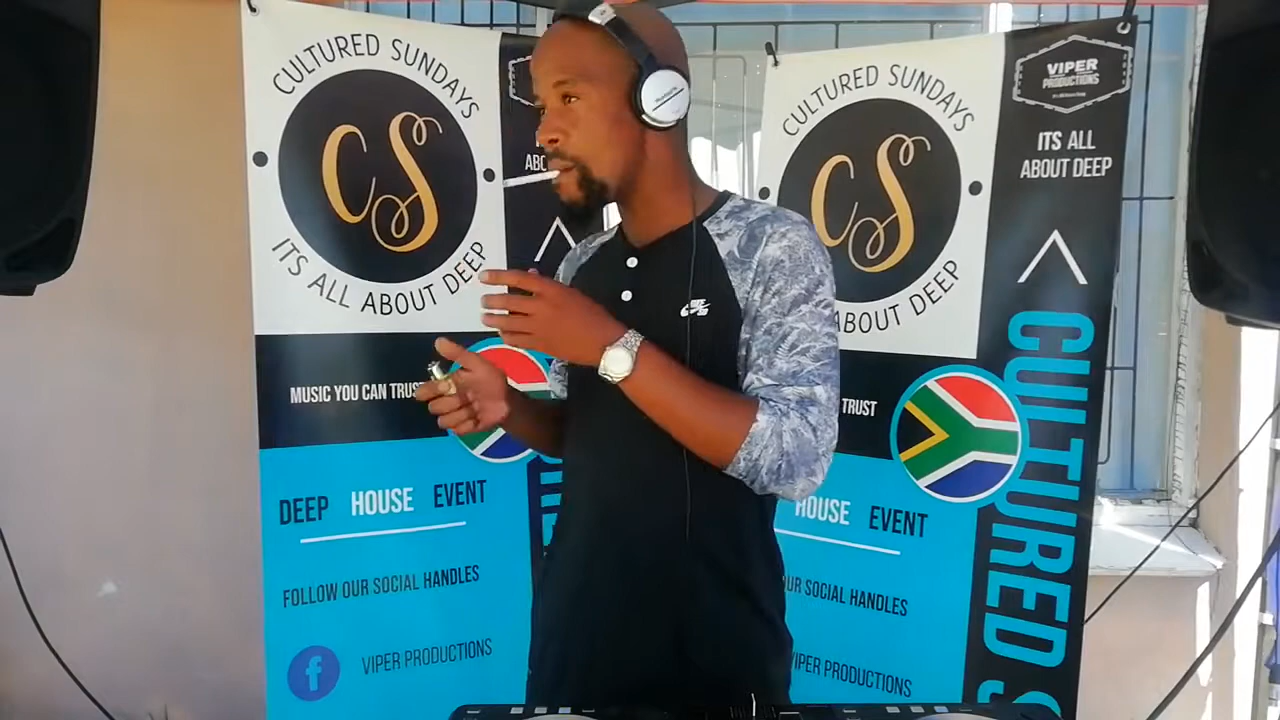 CULTURED SUNDAYS
CS
ITS ALL ABOUT DEEP
MUSIC YOU CAN TRUST
DEEP HOUSE EVENT
FOLLOW OUR SOCIAL HANDLES
f
VIPER PRODUCTIONS
CULTURED SUNDAYS
CS
ABOUT DEEP
TRUST
HOUSE EVENT
OUR SOCIAL HANDLES
VIPER PRODUCTIONS
VIPER
PRODUCTIONS
ITS ALL
ABOUT DEEP
CULTURED S